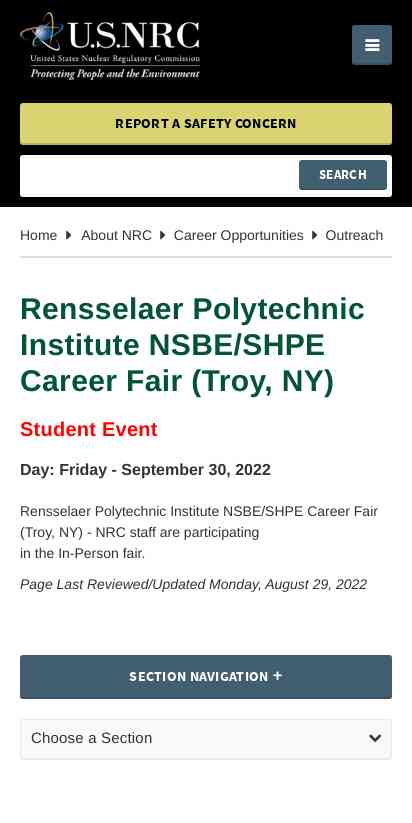 U.S.NRC
United States Nuclear Regulatory Commission
Protecting People and the Environment
REPORT A SAFETY CONCERN
SEARCH
Home About NRC Career Opportunities Outreach
Rensselaer Polytechnic
Institute NSBE/SHPE
Career Fair (Troy, NY)
Student Event
Day: Friday - September 30, 2022
Rensselaer Polytechnic Institute NSBE/SHPE Career Fair
(Troy, NY) - NRC staff are participating
in the In-Person fair.
Page Last Reviewed/Updated Monday, August 29, 2022
SECTION NAVIGATION +
Choose a Section